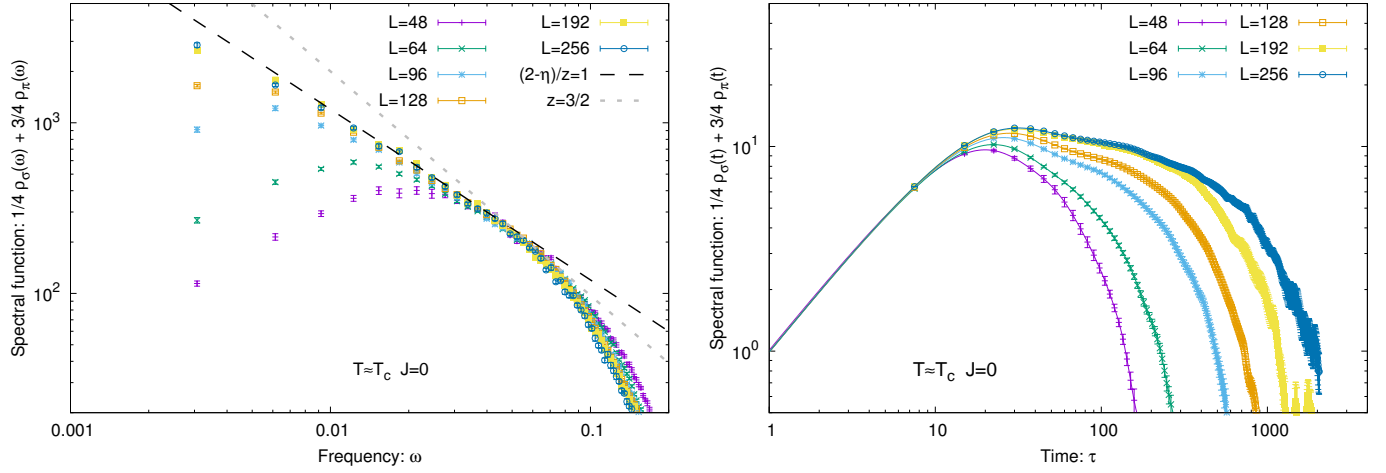 Spectral function: 1/4 ρσ(ω) + 3/4 ρπ(ω)
10³
10²
0.001
0.01
0.1
Frequency: ω
L=48
L=64
L=96
L=128
L=192
L=256
(2-η)/z=1
z=3/2
T≈Tc J=0
Spectral function: 1/4 ρσ(t) + 3/4 ρπ(t)
10¹
10⁰
1
10
100
1000
Time: τ
L=48
L=64
L=96
L=128
L=192
L=256
T≈Tc J=0